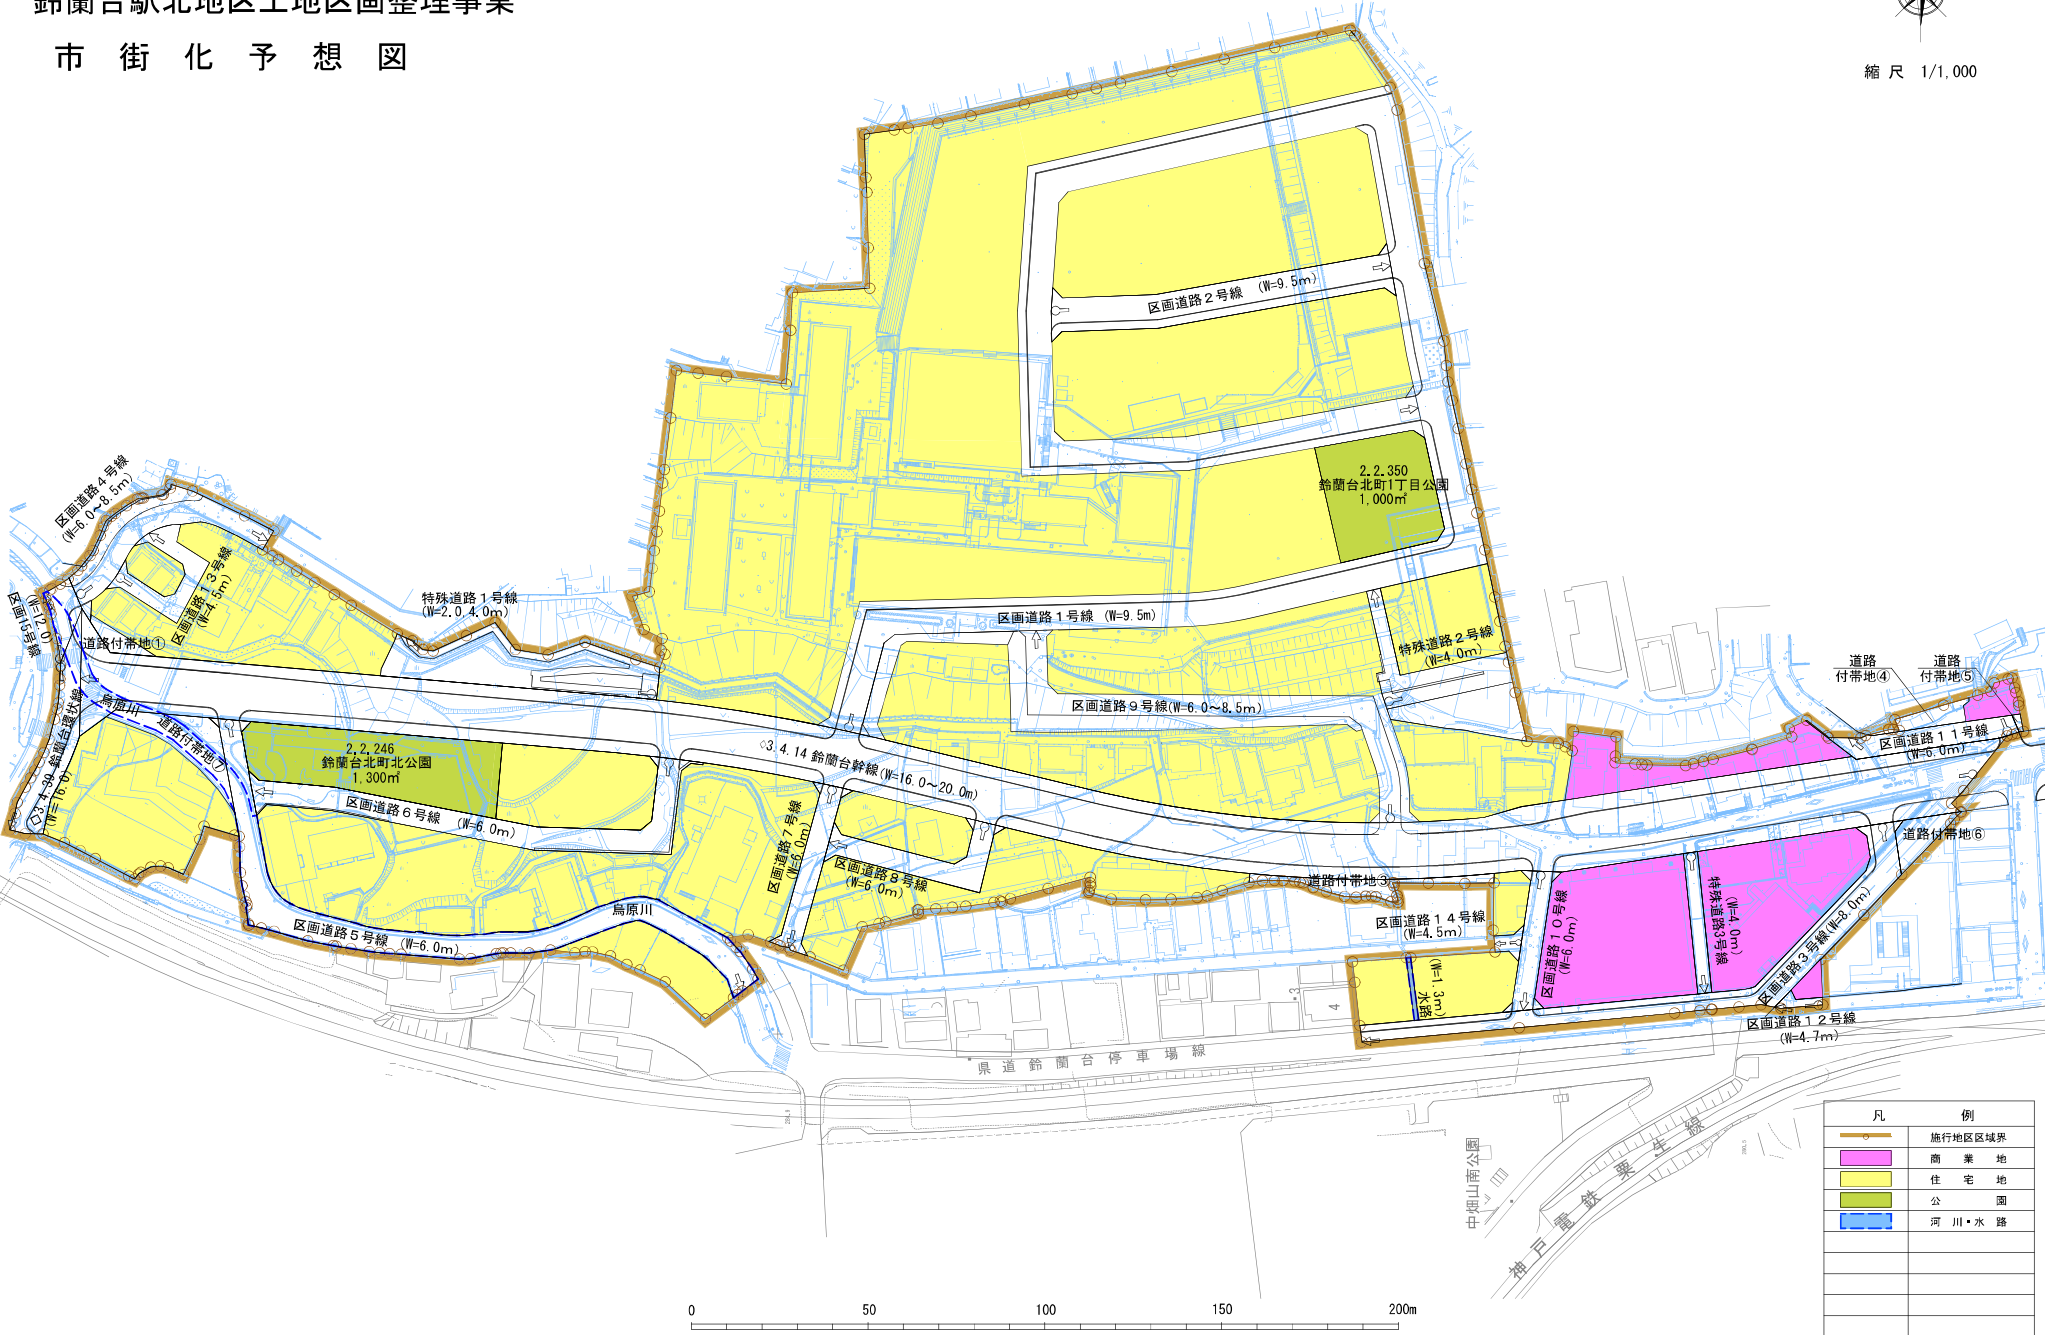 鈴蘭台駅北地区土地区画整理事業
市街化予想図
縮尺 1/1,000
区画道路2号線 (W=9.5m)
2.2.350
鈴蘭台北町1丁目公園
1,000㎡
区画道路4号線
(W=6.0～8.5m)
区画道路13号線
(W=4.5m)
特殊道路1号線
(W=2.0,4.0m)
区画15号線
(W=12.0)
道路付帯地①
区画道路1号線 (W=9.5m)
特殊道路2号線
(W=4.0m)
道路
付帯地④
道路
付帯地⑤
烏原川
道路付帯地⑦
3.4.39 鈴蘭台環状線
(W=16.0)
2.2.246
鈴蘭台北町北公園
1,300㎡
区画道路9号線(W=6.0～8.5m)
3.4.14 鈴蘭台幹線(W=16.0～20.0m)
区画道路11号線
(W=6.0m)
区画道路6号線 (W=6.0m)
区画道路7号線
(W=6.0m)
区画道路8号線
(W=6.0m)
道路付帯地⑥
道路付帯地③
烏原川
区画道路5号線 (W=6.0m)
区画道路14号線
(W=4.5m)
区画道路10号線
(W=6.0m)
特殊道路3号線
(W=4.0m)
区画道路3号線(W=8.0m)
水路
(W=1.3m)
区画道路12号線
(W=4.7m)
3
4
県道鈴蘭台停車場線
中畑山南公園
神戸電鉄粟生線
凡例
施行地区区域界
商業地
住宅地
公園
河川・水路
0 50 100 150 200m